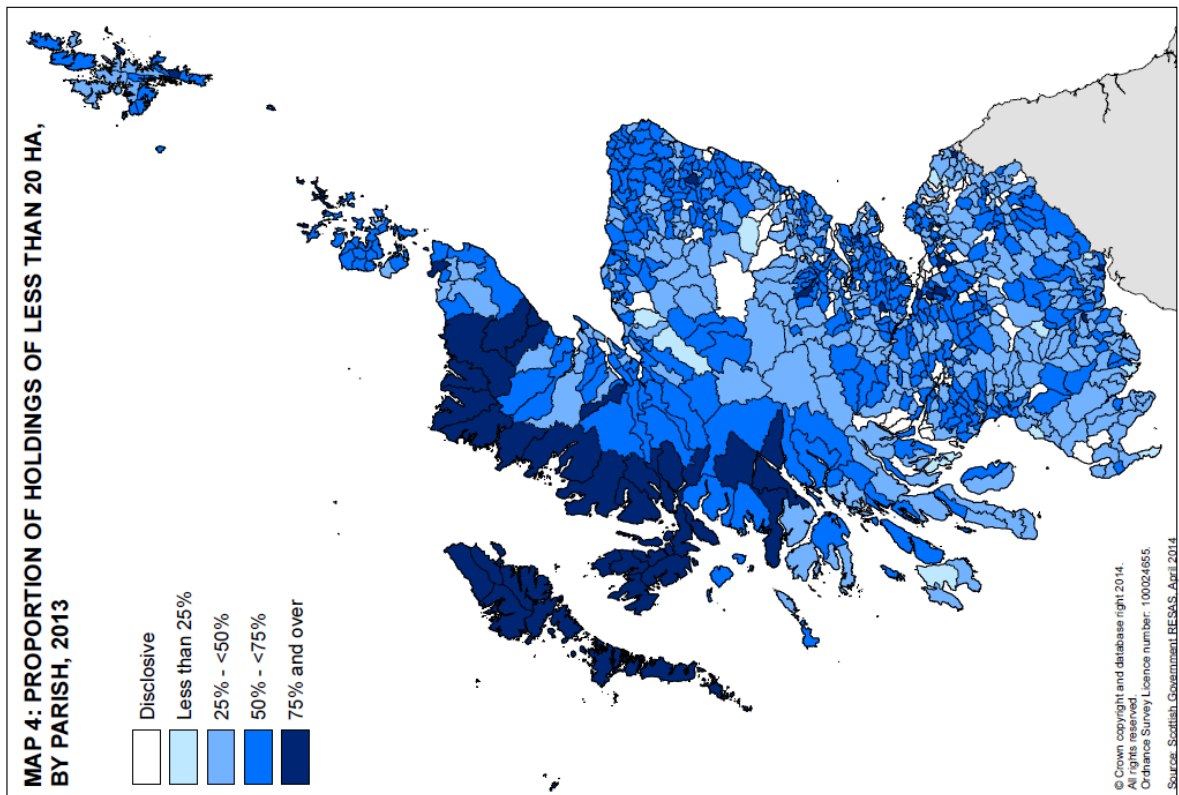 MAP 4: PROPORTION OF HOLDINGS OF LESS THAN 20 HA,
BY PARISH, 2013
Disclosive
Less than 25%
25% - <50%
50% - <75%
75% and over
© Crown copyright and database right 2014.
All rights reserved.
Ordnance Survey Licence number: 100024655.
Source: Scottish Government RESAS, April 2014